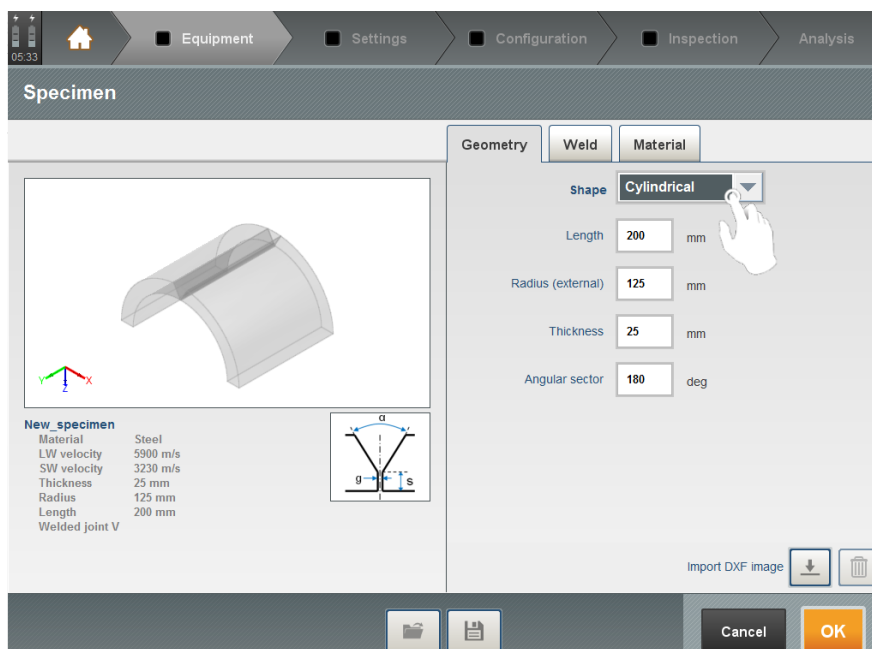 05:33
Equipment
Settings
Configuration
Inspection
Analysis
Specimen
Geometry
Weld
Material
Shape Cylindrical
Length 200 mm
Radius (external) 125 mm
Thickness 25 mm
Angular sector 180 deg
Y
Z
X
New_specimen
Material Steel
LW velocity 5900 m/s
SW velocity 3230 m/s
Thickness 25 mm
Radius 125 mm
Length 200 mm
Welded joint V
α
g
s
Import DXF image
Cancel
OK